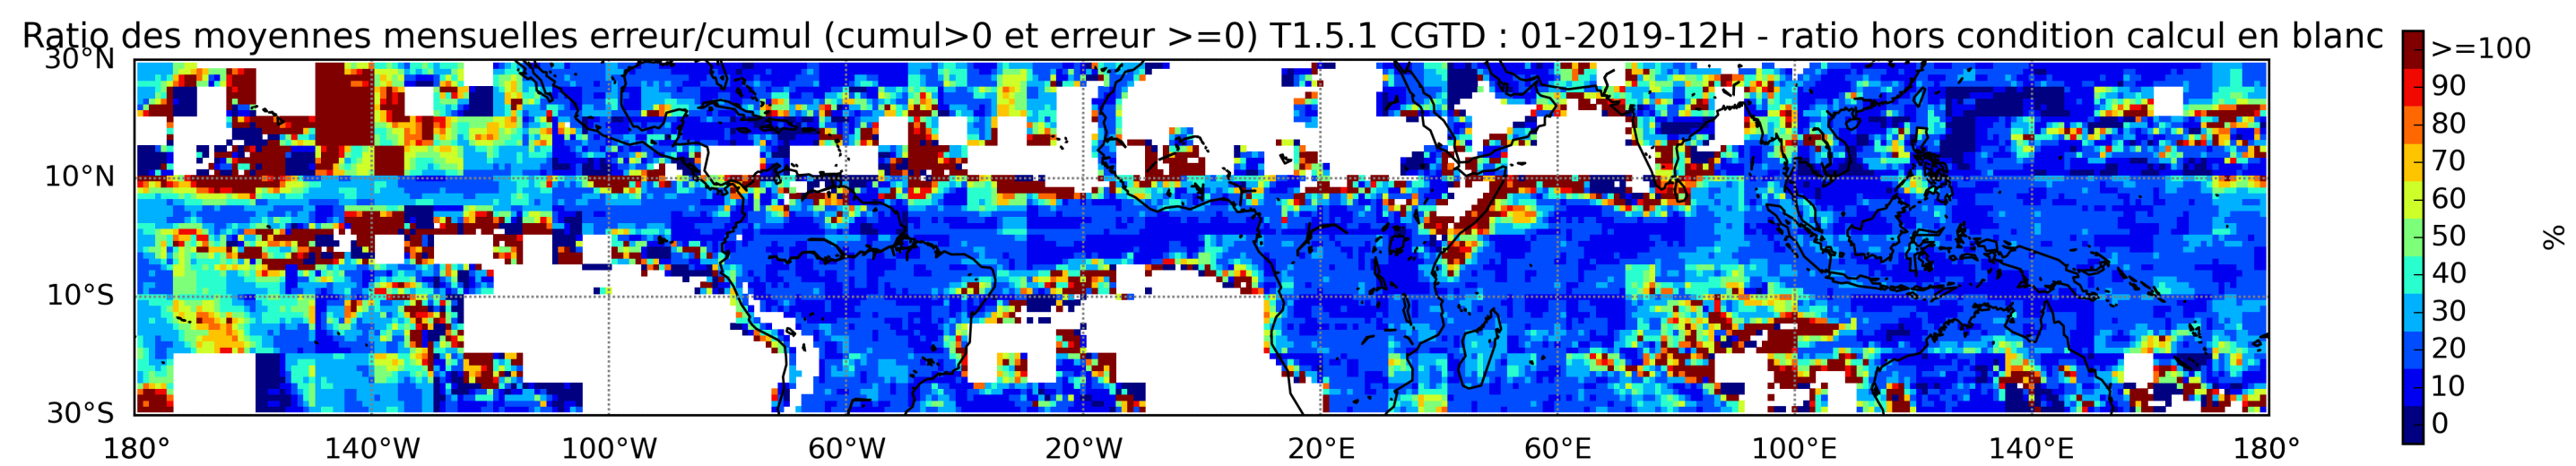 Ratio des moyennes mensuelles erreur/cumul (cumul>0 et erreur >=0) T1.5.1 CGTD : 01-2019-12H - ratio hors condition calcul en blanc
30°N
10°N
10°S
30°S
180° 140°W 100°W 60°W 20°W 20°E 60°E 100°E 140°E 180°
>=100
90
80
70
60
50
40
30
20
10
0
%